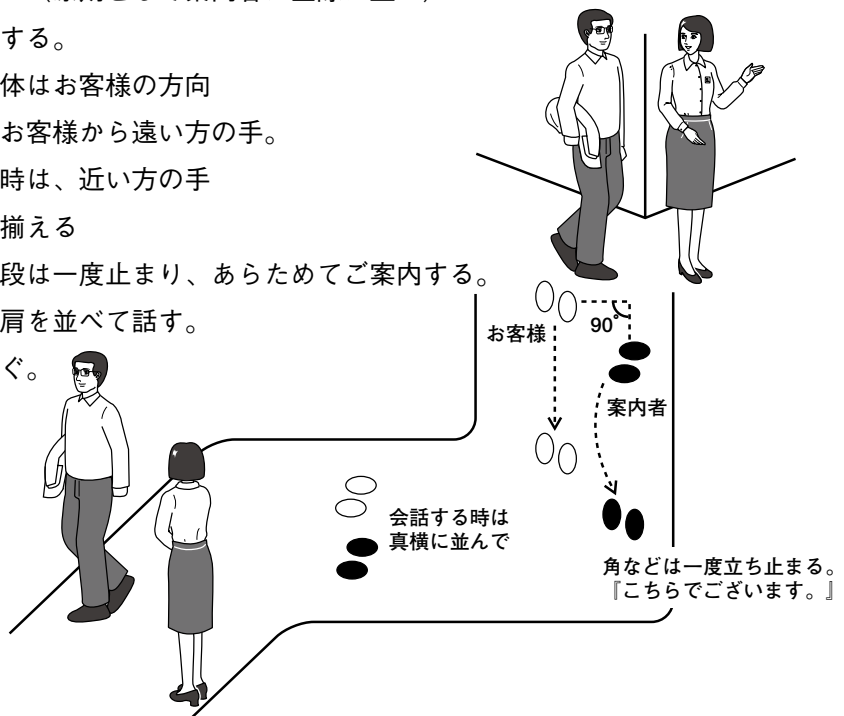 する。
体はお客様の方向
お客様から遠い方の手。
時は、近い方の手
揃える
段は一度止まり、あらためてご案内する。
肩を並べて話す。
ぐ。
お客様
90°
案内者
会話する時は
真横に並んで
角などは一度立ち止まる。
『こちらでございます。』